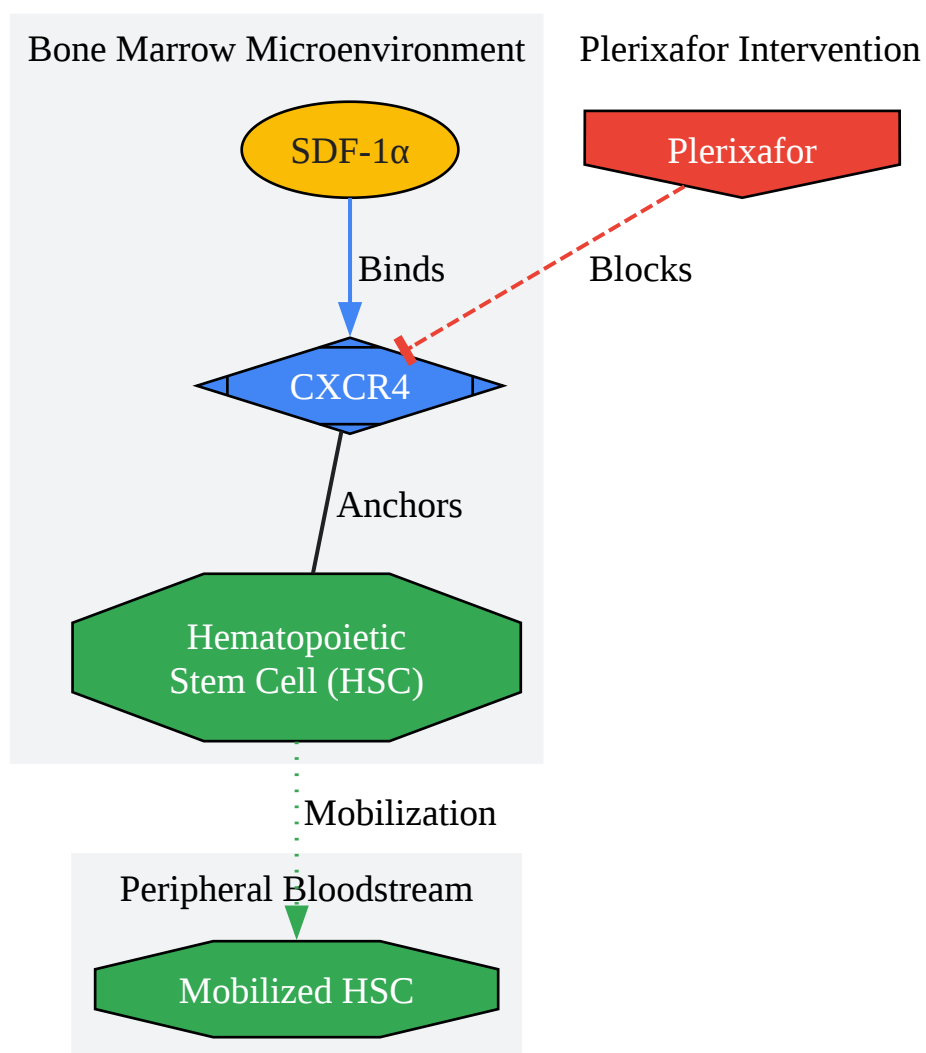 Bone Marrow Microenvironment
Plerixafor Intervention
SDF-1α
Plerixafor
Binds
Blocks
CXCR4
Anchors
Hematopoietic
Stem Cell (HSC)
Mobilization
Peripheral Bloodstream
Mobilized HSC